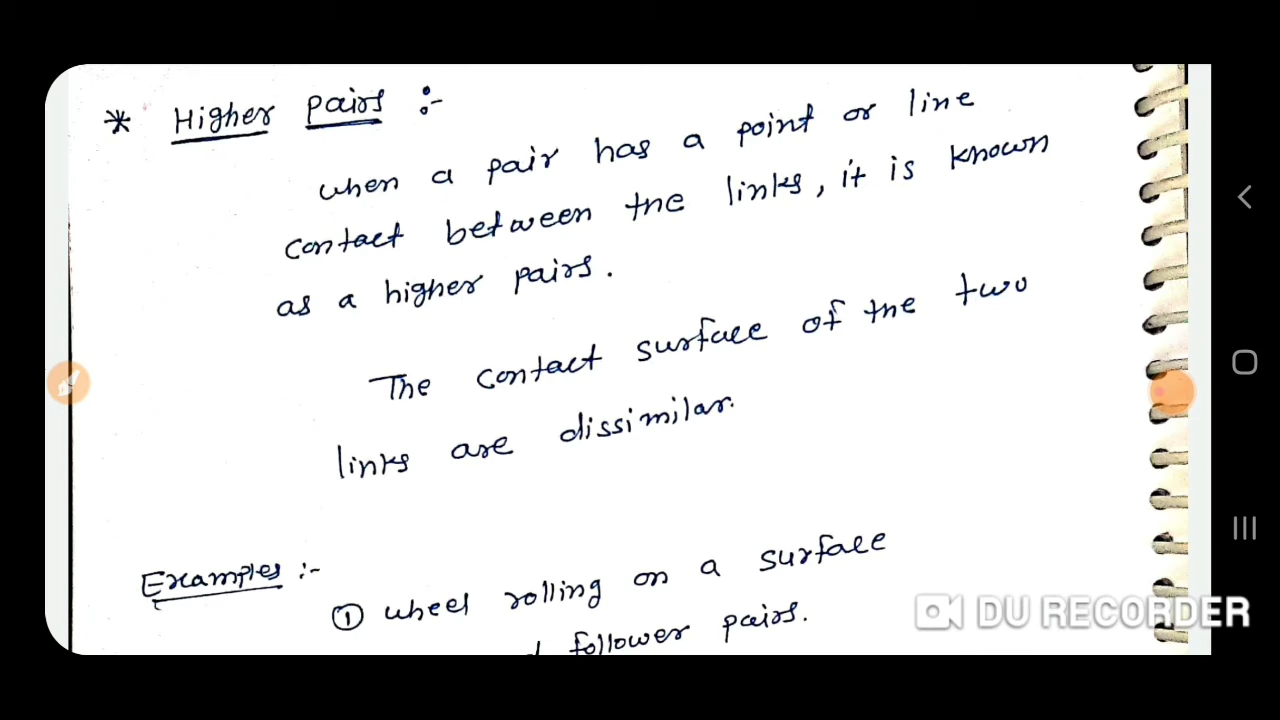 * Higher pairs :-
when a pair has a point or line
contact between the links, it is known
as a higher pairs.
The contact surface of the two
links are dissimilar.
Examples :-
① wheel rolling on a surface
follower pairs.
DU RECORDER